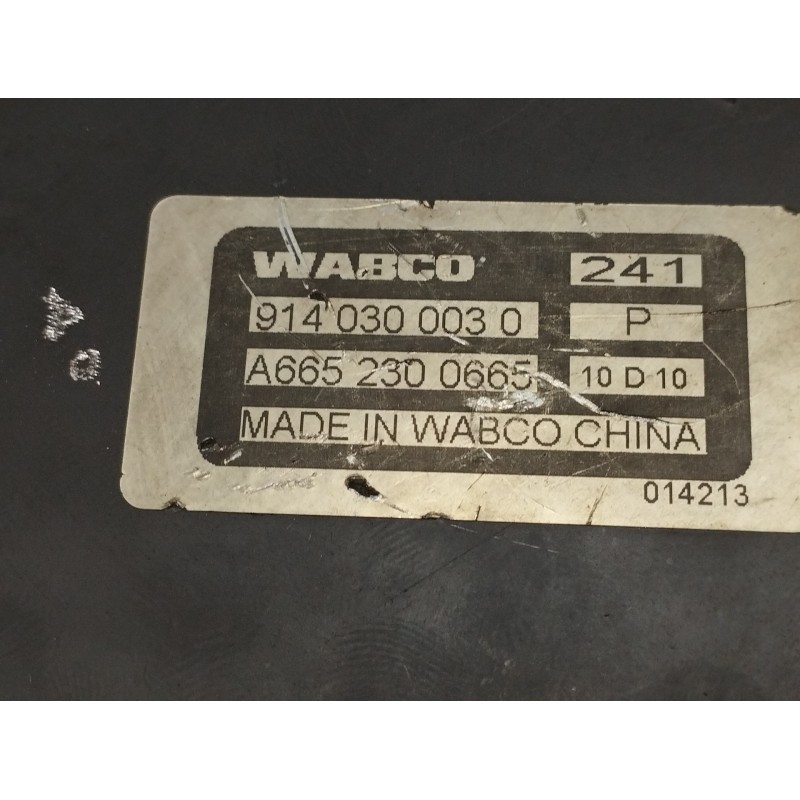 WABCO 241
914 030 003 0 P
A665 230 0665 10 D 10
MADE IN WABCO CHINA
014213